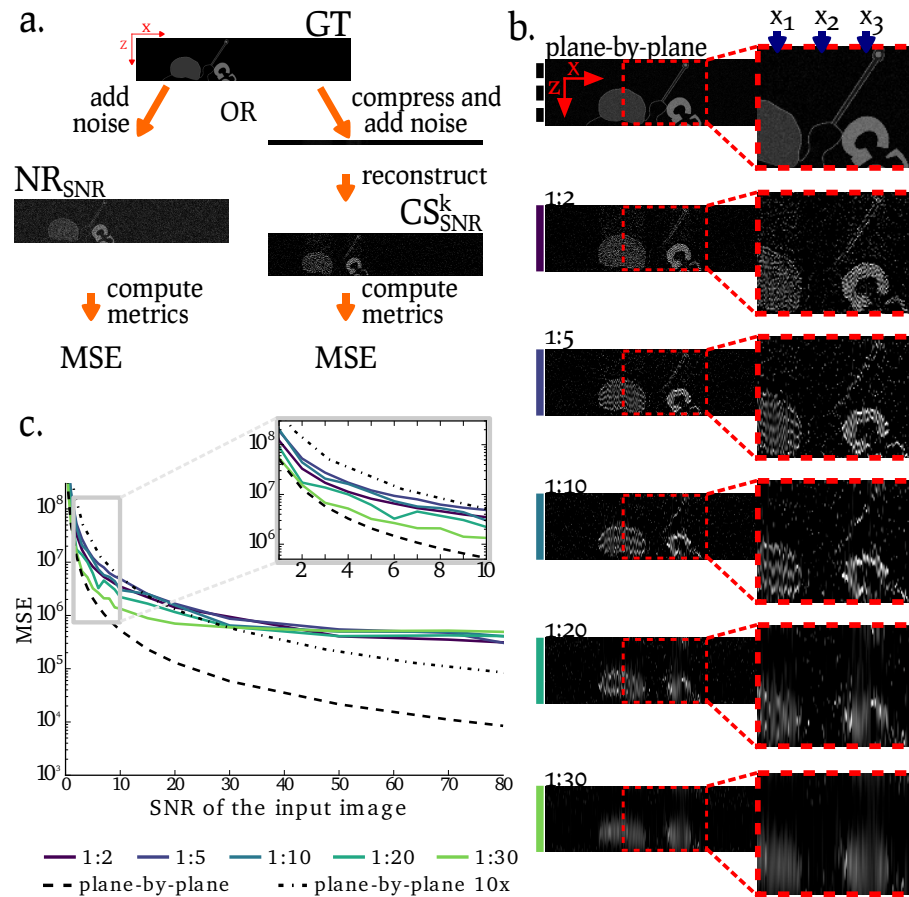 a.
GT
x
z
add
noise
OR
compress and
add noise
NR_SNR
reconstruct
CS^k_SNR
compute
metrics
compute
metrics
MSE
MSE
b.
plane-by-plane
x
z
x_1 x_2 x_3
1:2
1:5
1:10
1:20
1:30
c.
10^8
10^7
10^6
2 4 6 8 10
10^8
10^7
10^6
10^5
10^4
10^3
MSE
0 10 20 30 40 50 60 70 80
SNR of the input image
1:2 1:5 1:10 1:20 1:30
plane-by-plane plane-by-plane 10x